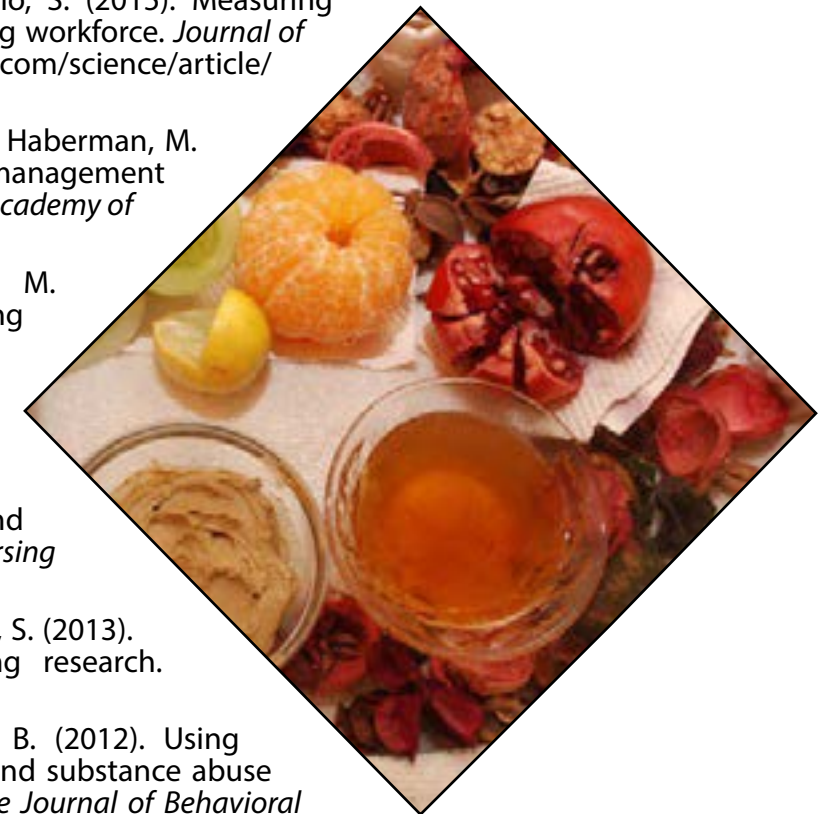 S. (2015). Measuring
g workforce. Journal of
com/science/article/
Haberman, M.
management
cademy of
M.
ng
nd
rsing
, S. (2013).
ng research.
B. (2012). Using
nd substance abuse
e Journal of Behavioral